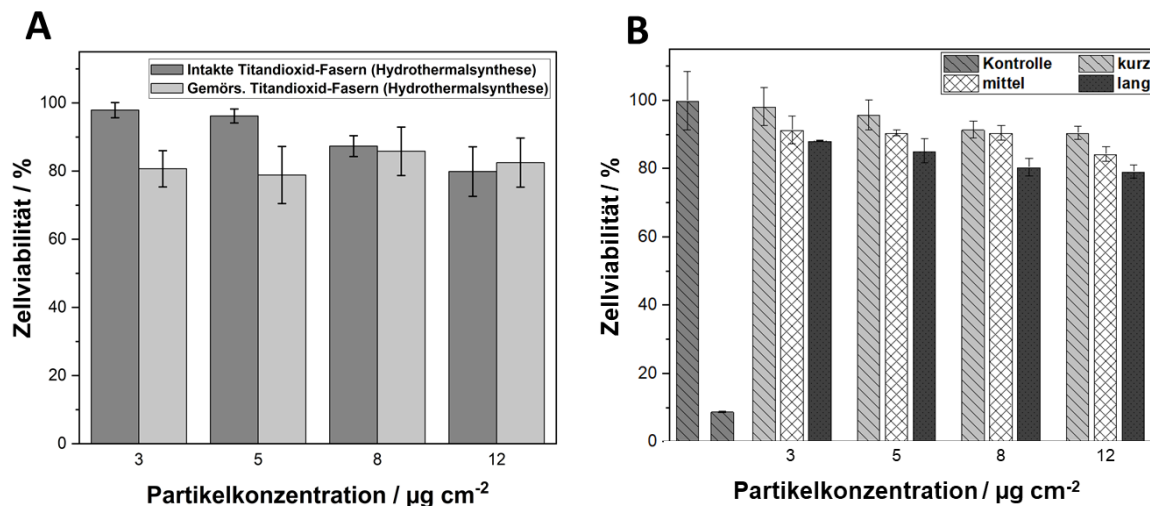 A
Intakte Titandioxid-Fasern (Hydrothermalsynthese)
Gemörs. Titandioxid-Fasern (Hydrothermalsynthese)
100
80
60
40
20
0
Zellviabilität / %
3 5 8 12
Partikelkonzentration / µg cm⁻²
B
Kontrolle kurz
mittel lang
100
80
60
40
20
0
Zellviabilität / %
3 5 8 12
Partikelkonzentration / µg cm⁻²